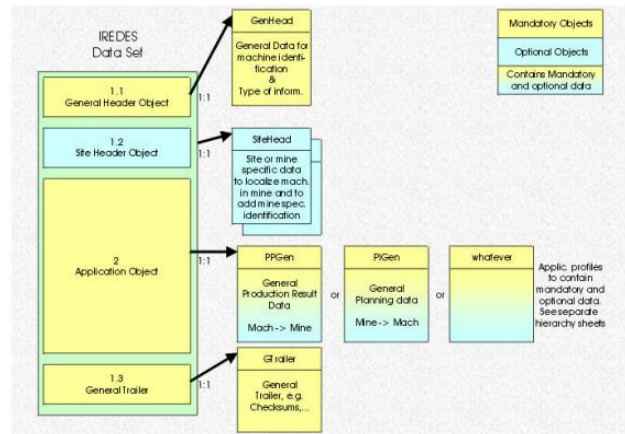 IREDES
Data Set
1.1
General Header Object
1:1
1.2
Site Header Object
1:1
2
Application Object
1:1
1.3
General Trailer
1:1
GenHead
General Data for
machine identi-
fication
&
Type of inform.
SiteHead
Site or mine
specific data
to localize mach.
in mine and to
add mine spec.
identification
PPGen
General
Production Result
Data
Mach -> Mine
or
PlGen
General
Planning data
Mine -> Mach
or
whatever
Applic. profiles
to contain
mandatory and
optional data.
See separate
hierarchy sheets
GTrailer
General
Trailer, e.g.
Checksums,...
Mandatory Objects
Optional Objects
Contains Mandatory
and optional data